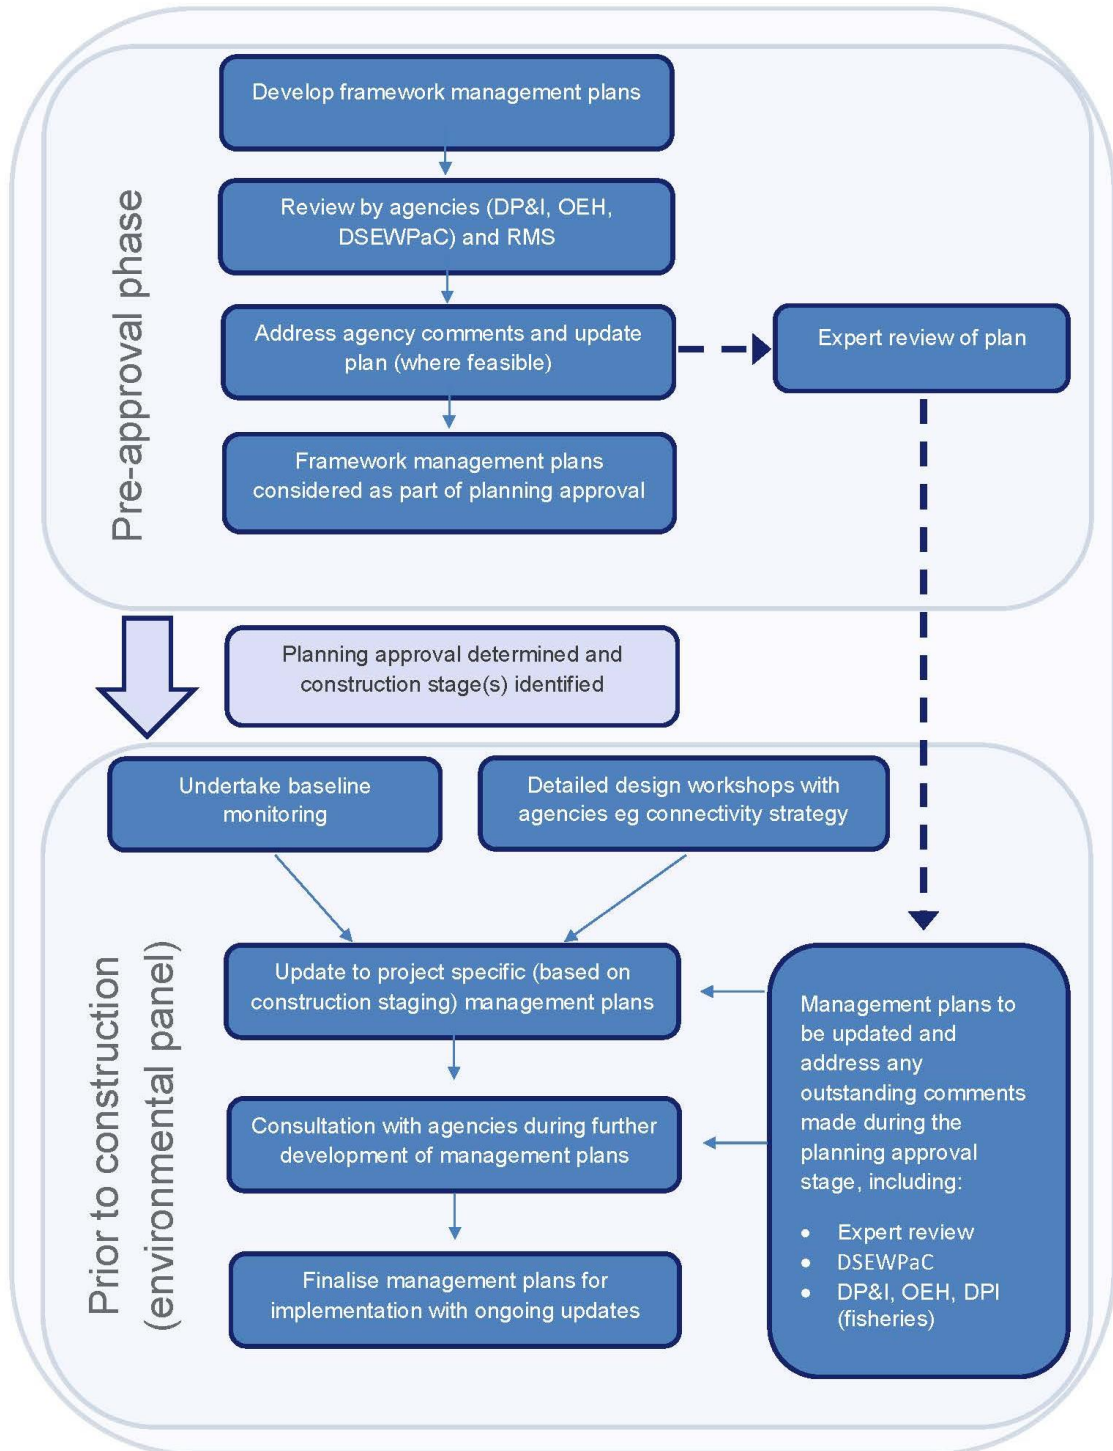 Pre-approval phase
Develop framework management plans
Review by agencies (DP&I, OEH,
DSEWPaC) and RMS
Address agency comments and update
plan (where feasible)
Expert review of plan
Framework management plans
considered as part of planning approval
Planning approval determined and
construction stage(s) identified
Prior to construction
(environmental panel)
Undertake baseline
monitoring
Detailed design workshops with
agencies eg connectivity strategy
Update to project specific (based on
construction staging) management plans
Consultation with agencies during further
development of management plans
Finalise management plans for
implementation with ongoing updates
Management plans to
be updated and
address any
outstanding comments
made during the
planning approval
stage, including:
• Expert review
• DSEWPaC
• DP&I, OEH, DPI
(fisheries)